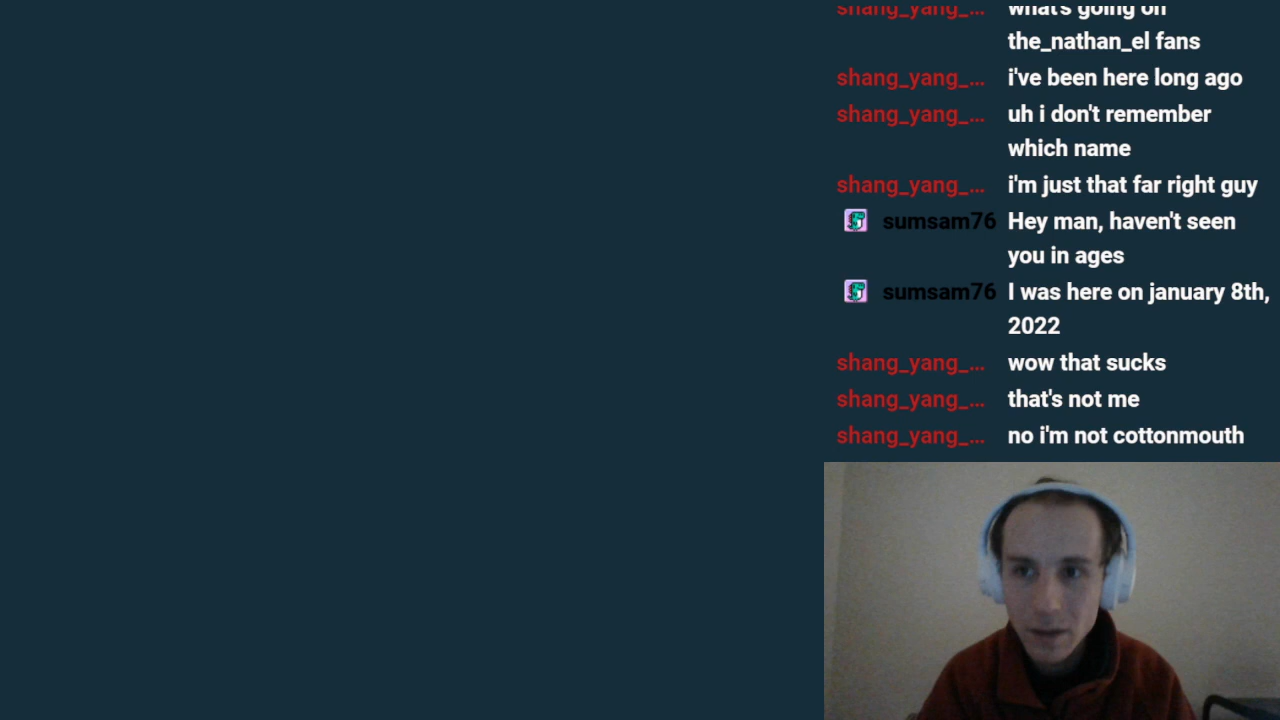 shang_yang_... what's going on
the_nathan_el fans
shang_yang_... i've been here long ago
shang_yang_... uh i don't remember
which name
shang_yang_... i'm just that far right guy
sumsam76 Hey man, haven't seen
you in ages
sumsam76 I was here on january 8th,
2022
shang_yang_... wow that sucks
shang_yang_... that's not me
shang_yang_... no i'm not cottonmouth